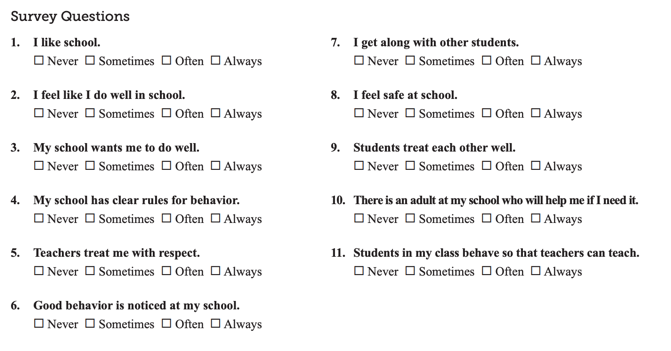 Survey Questions
1. I like school.
☐ Never ☐ Sometimes ☐ Often ☐ Always
2. I feel like I do well in school.
☐ Never ☐ Sometimes ☐ Often ☐ Always
3. My school wants me to do well.
☐ Never ☐ Sometimes ☐ Often ☐ Always
4. My school has clear rules for behavior.
☐ Never ☐ Sometimes ☐ Often ☐ Always
5. Teachers treat me with respect.
☐ Never ☐ Sometimes ☐ Often ☐ Always
6. Good behavior is noticed at my school.
☐ Never ☐ Sometimes ☐ Often ☐ Always
7. I get along with other students.
☐ Never ☐ Sometimes ☐ Often ☐ Always
8. I feel safe at school.
☐ Never ☐ Sometimes ☐ Often ☐ Always
9. Students treat each other well.
☐ Never ☐ Sometimes ☐ Often ☐ Always
10. There is an adult at my school who will help me if I need it.
☐ Never ☐ Sometimes ☐ Often ☐ Always
11. Students in my class behave so that teachers can teach.
☐ Never ☐ Sometimes ☐ Often ☐ Always